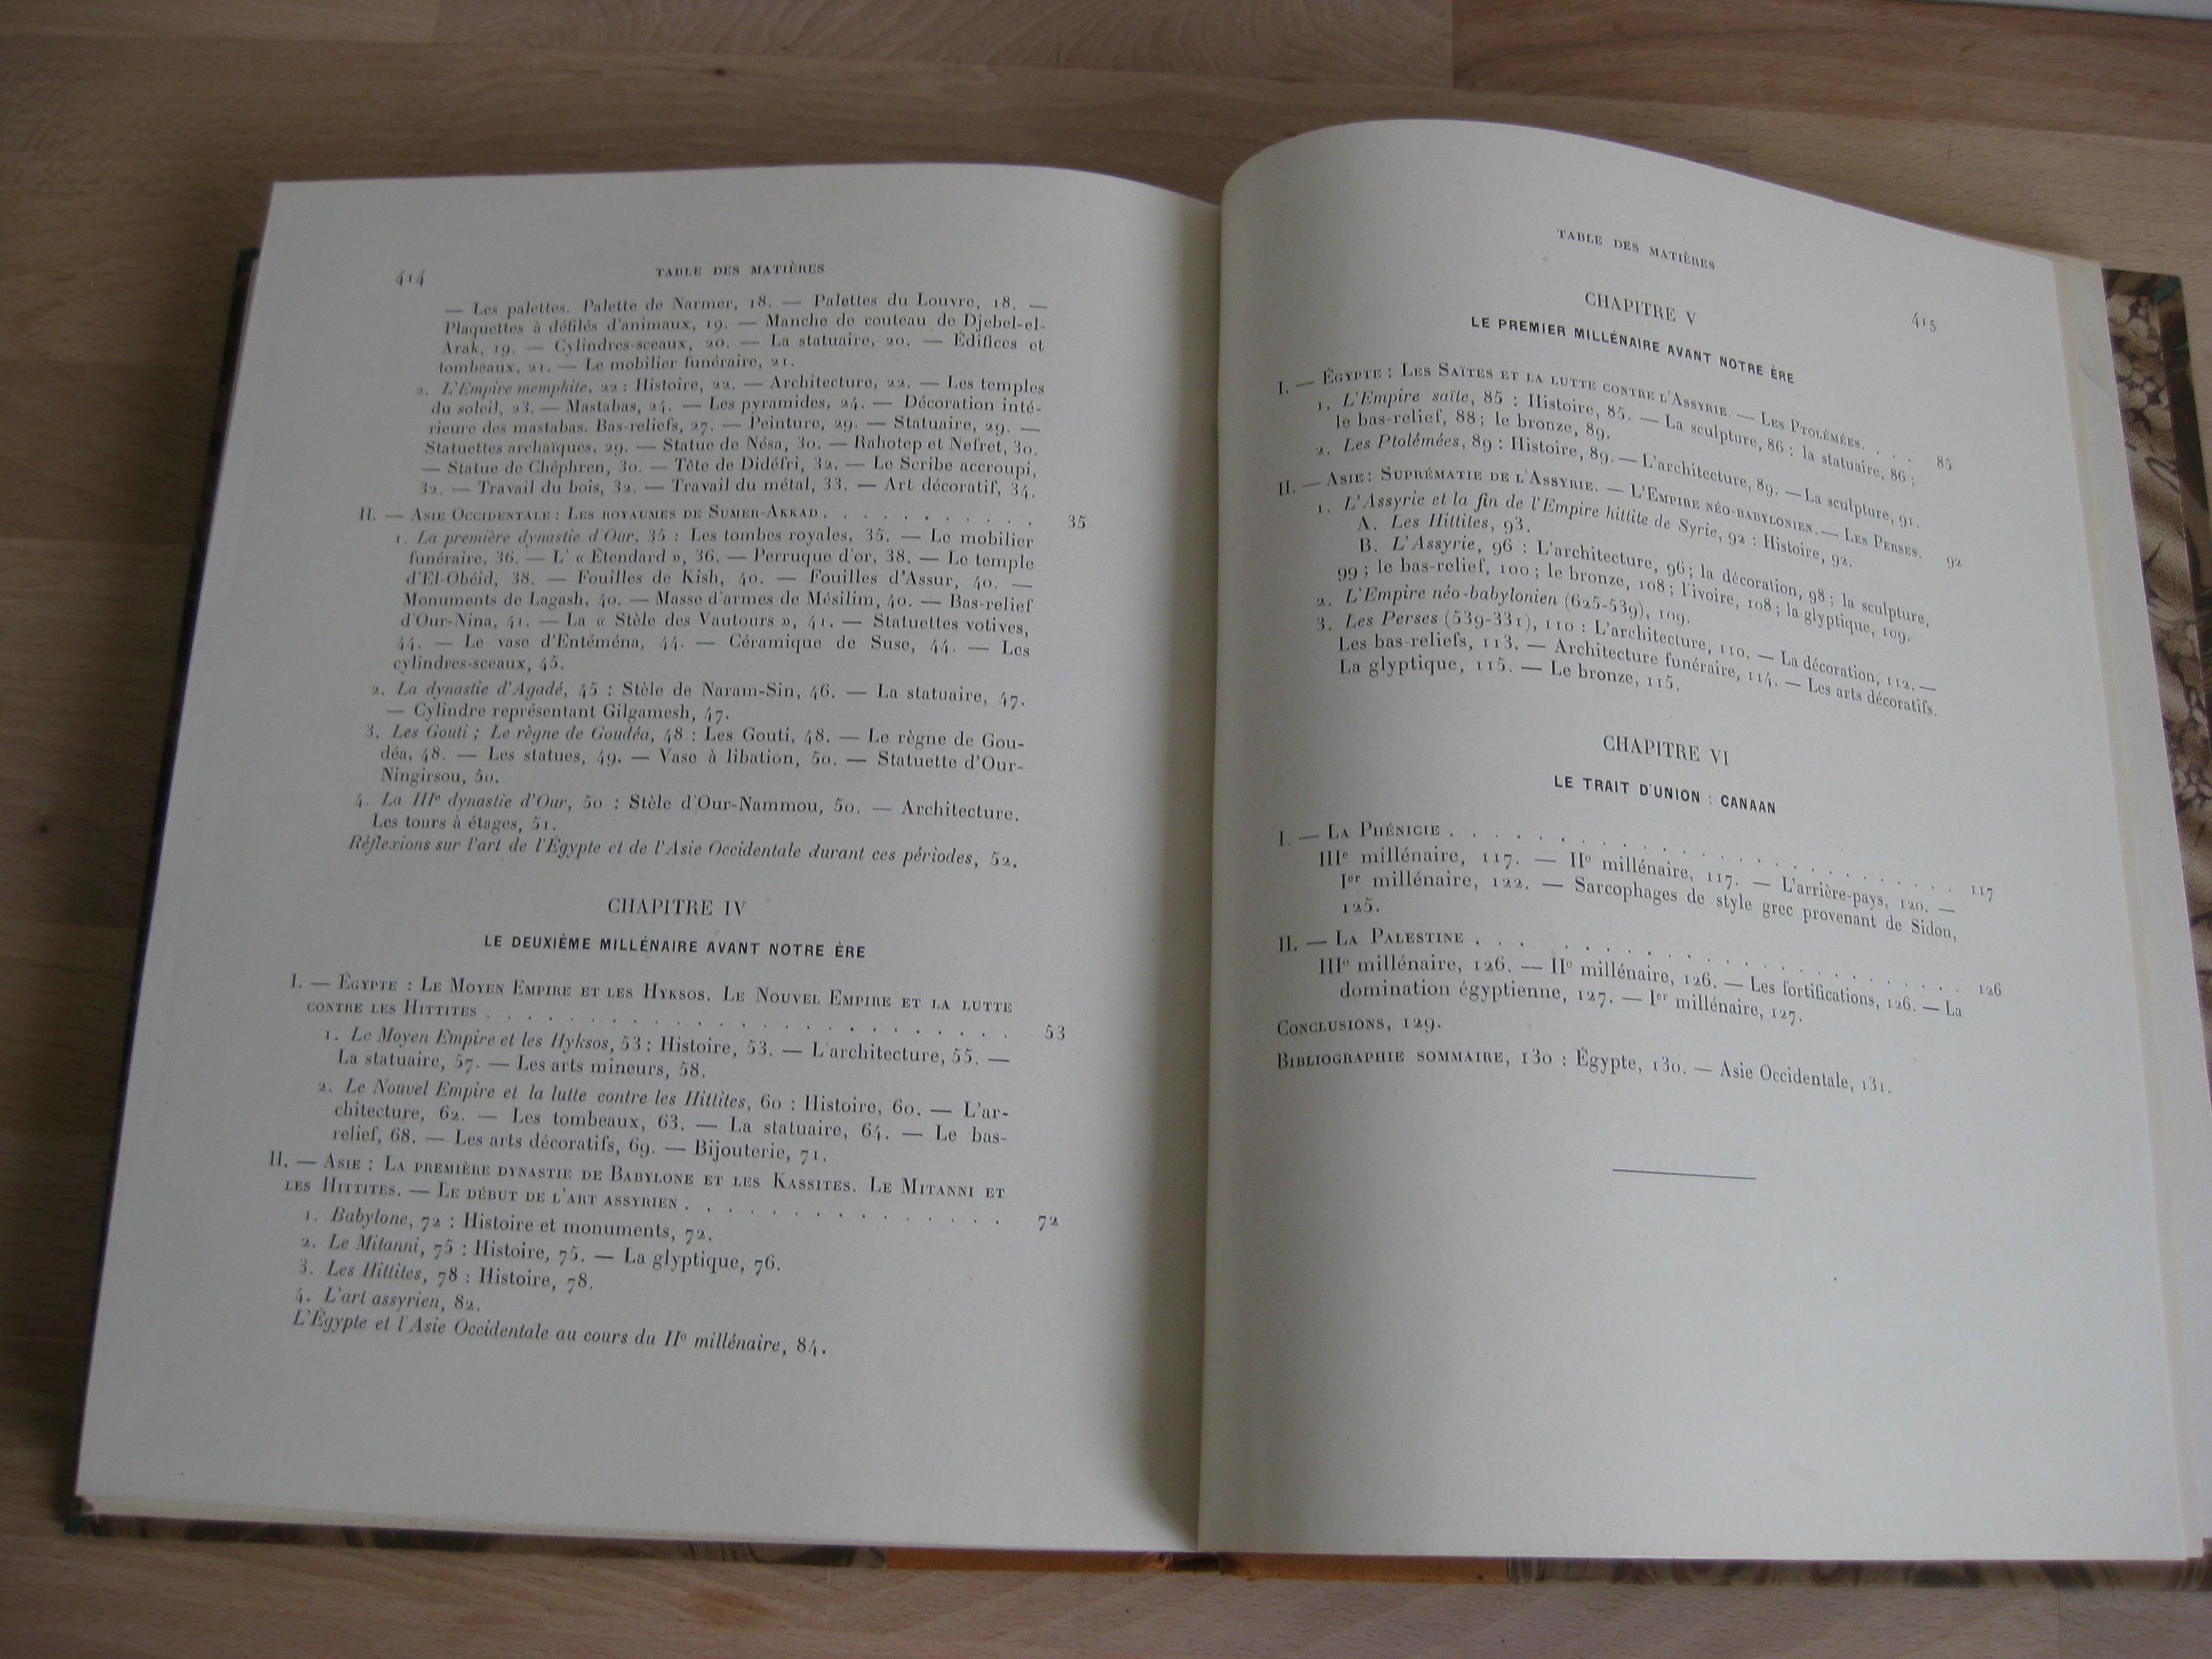 414
TABLE DES MATIÈRES
— Les palettes. Palette de Narmer, 18. — Palettes du Louvre, 18. —
Plaquettes à défilés d'animaux, 19. — Manche de couteau de Djebel-el-
Arak, 19. — Cylindres-sceaux, 20. — La statuaire, 20. — Édifices et
tombeaux, 21. — Le mobilier funéraire, 21.
2. L'Empire memphite, 22 : Histoire, 22. — Architecture, 22. — Les temples
du soleil, 23. — Mastabas, 24. — Les pyramides, 24. — Décoration inté-
rieure des mastabas. Bas-reliefs, 27. — Peinture, 29. — Statuaire, 29. —
Statuettes archaïques, 29. — Statue de Nésa, 30. — Rahotep et Nefret, 30.
— Statue de Chéphren, 30. — Tête de Didéfri, 32. — Le Scribe accroupi,
32. — Travail du bois, 32. — Travail du métal, 33. — Art décoratif, 34.
II. — Asie Occidentale : Les royaumes de Sumer-Akkad . . . . . . . . . . 35
1. La première dynastie d'Our, 35 : Les tombes royales, 35. — Le mobilier
funéraire, 36. — L' « Étendard », 36. — Perruque d'or, 38. — Le temple
d'El-Obéid, 38. — Fouilles de Kish, 40. — Fouilles d'Assur, 40. —
Monuments de Lagash, 40. — Masse d'armes de Mésilim, 40. — Bas-relief
d'Our-Nina, 41. — La « Stèle des Vautours », 41. — Statuettes votives,
44. — Le vase d'Entéména, 44. — Céramique de Suse, 44. — Les
cylindres-sceaux, 45.
2. La dynastie d'Agadé, 45 : Stèle de Naram-Sin, 46. — La statuaire, 47.
— Cylindre représentant Gilgamesh, 47.
3. Les Gouti ; Le règne de Goudéa, 48 : Les Gouti, 48. — Le règne de Gou-
déa, 48. — Les statues, 49. — Vase à libation, 50. — Statuette d'Our-
Ningirsou, 50.
4. La IIIe dynastie d'Our, 50 : Stèle d'Our-Nammou, 50. — Architecture.
Les tours à étages, 51.
Réflexions sur l'art de l'Égypte et de l'Asie Occidentale durant ces périodes, 52.
CHAPITRE IV
LE DEUXIÈME MILLÉNAIRE AVANT NOTRE ÈRE
I. — Égypte : Le Moyen Empire et les Hyksos. Le Nouvel Empire et la lutte
contre les Hittites . . . . . . . . . . . . . . . . . . . . 53
1. Le Moyen Empire et les Hyksos, 53 : Histoire, 53. — L'architecture, 55. —
La statuaire, 57. — Les arts mineurs, 58.
2. Le Nouvel Empire et la lutte contre les Hittites, 60 : Histoire, 60. — L'ar-
chitecture, 62. — Les tombeaux, 63. — La statuaire, 64. — Le bas-
relief, 68. — Les arts décoratifs, 69. — Bijouterie, 71.
II. — Asie : La première dynastie de Babylone et les Kassites. Le Mitanni et
les Hittites. — Le début de l'art assyrien . . . . . . . . . . . . . . . 72
1. Babylone, 72 : Histoire et monuments, 72.
2. Le Mitanni, 75 : Histoire, 75. — La glyptique, 76.
3. Les Hittites, 78 : Histoire, 78.
4. L'art assyrien, 82.
L'Égypte et l'Asie Occidentale au cours du IIe millénaire, 84.
TABLE DES MATIÈRES
415
CHAPITRE V
LE PREMIER MILLÉNAIRE AVANT NOTRE ÈRE
I. — Égypte : Les Saïtes et la lutte contre l'Assyrie. — Les Ptolémées. . . . . 85
1. L'Empire saïte, 85 : Histoire, 85. — La sculpture, 86 : la statuaire, 86 ;
le bas-relief, 88 ; le bronze, 89.
2. Les Ptolémées, 89 : Histoire, 89. — L'architecture, 89. — La sculpture, 91.
II. — Asie : Suprématie de l'Assyrie. — L'Empire néo-babylonien. — Les Perses. 92
1. L'Assyrie et la fin de l'Empire hittite de Syrie, 92 : Histoire, 92.
A. Les Hittites, 93.
B. L'Assyrie, 96 : L'architecture, 96 ; la décoration, 98 ; la sculpture,
99 ; le bas-relief, 100 ; le bronze, 108 ; l'ivoire, 108 ; la glyptique, 109.
2. L'Empire néo-babylonien (625-539), 109.
3. Les Perses (539-331), 110 : L'architecture, 110. — La décoration, 112. —
Les bas-reliefs, 113. — Architecture funéraire, 114. — Les arts décoratifs.
La glyptique, 115. — Le bronze, 115.
CHAPITRE VI
LE TRAIT D'UNION : CANAAN
I. — La Phénicie . . . . . . . . . . . . . . . . . . . . . 117
IIIe millénaire, 117. — IIe millénaire, 117. — L'arrière-pays, 120. —
Ier millénaire, 122. — Sarcophages de style grec provenant de Sidon,
125.
II. — La Palestine . . . . . . . . . . . . . . . . . . . . 126
IIIe millénaire, 126. — IIe millénaire, 126. — Les fortifications, 126. — La
domination égyptienne, 127. — Ier millénaire, 127.
Conclusions, 129.
Bibliographie sommaire, 130 : Égypte, 130. — Asie Occidentale, 131.